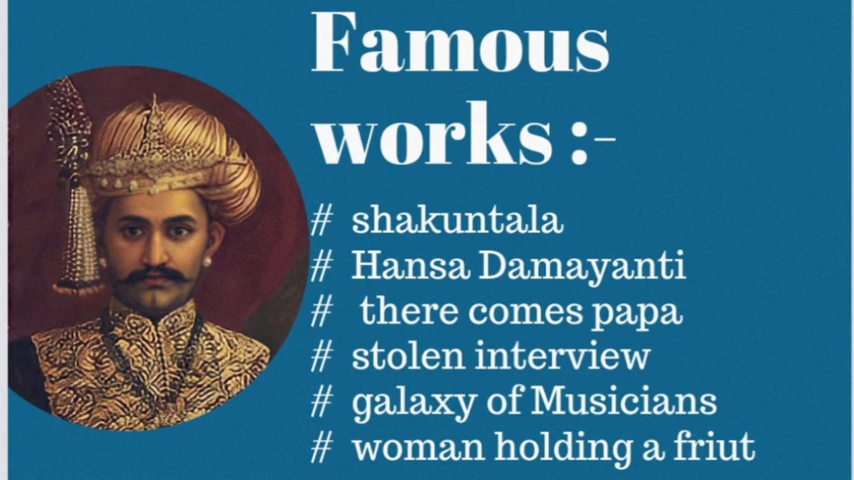 Famous
works :-
# shakuntala
# Hansa Damayanti
# there comes papa
# stolen interview
# galaxy of Musicians
# woman holding a friut